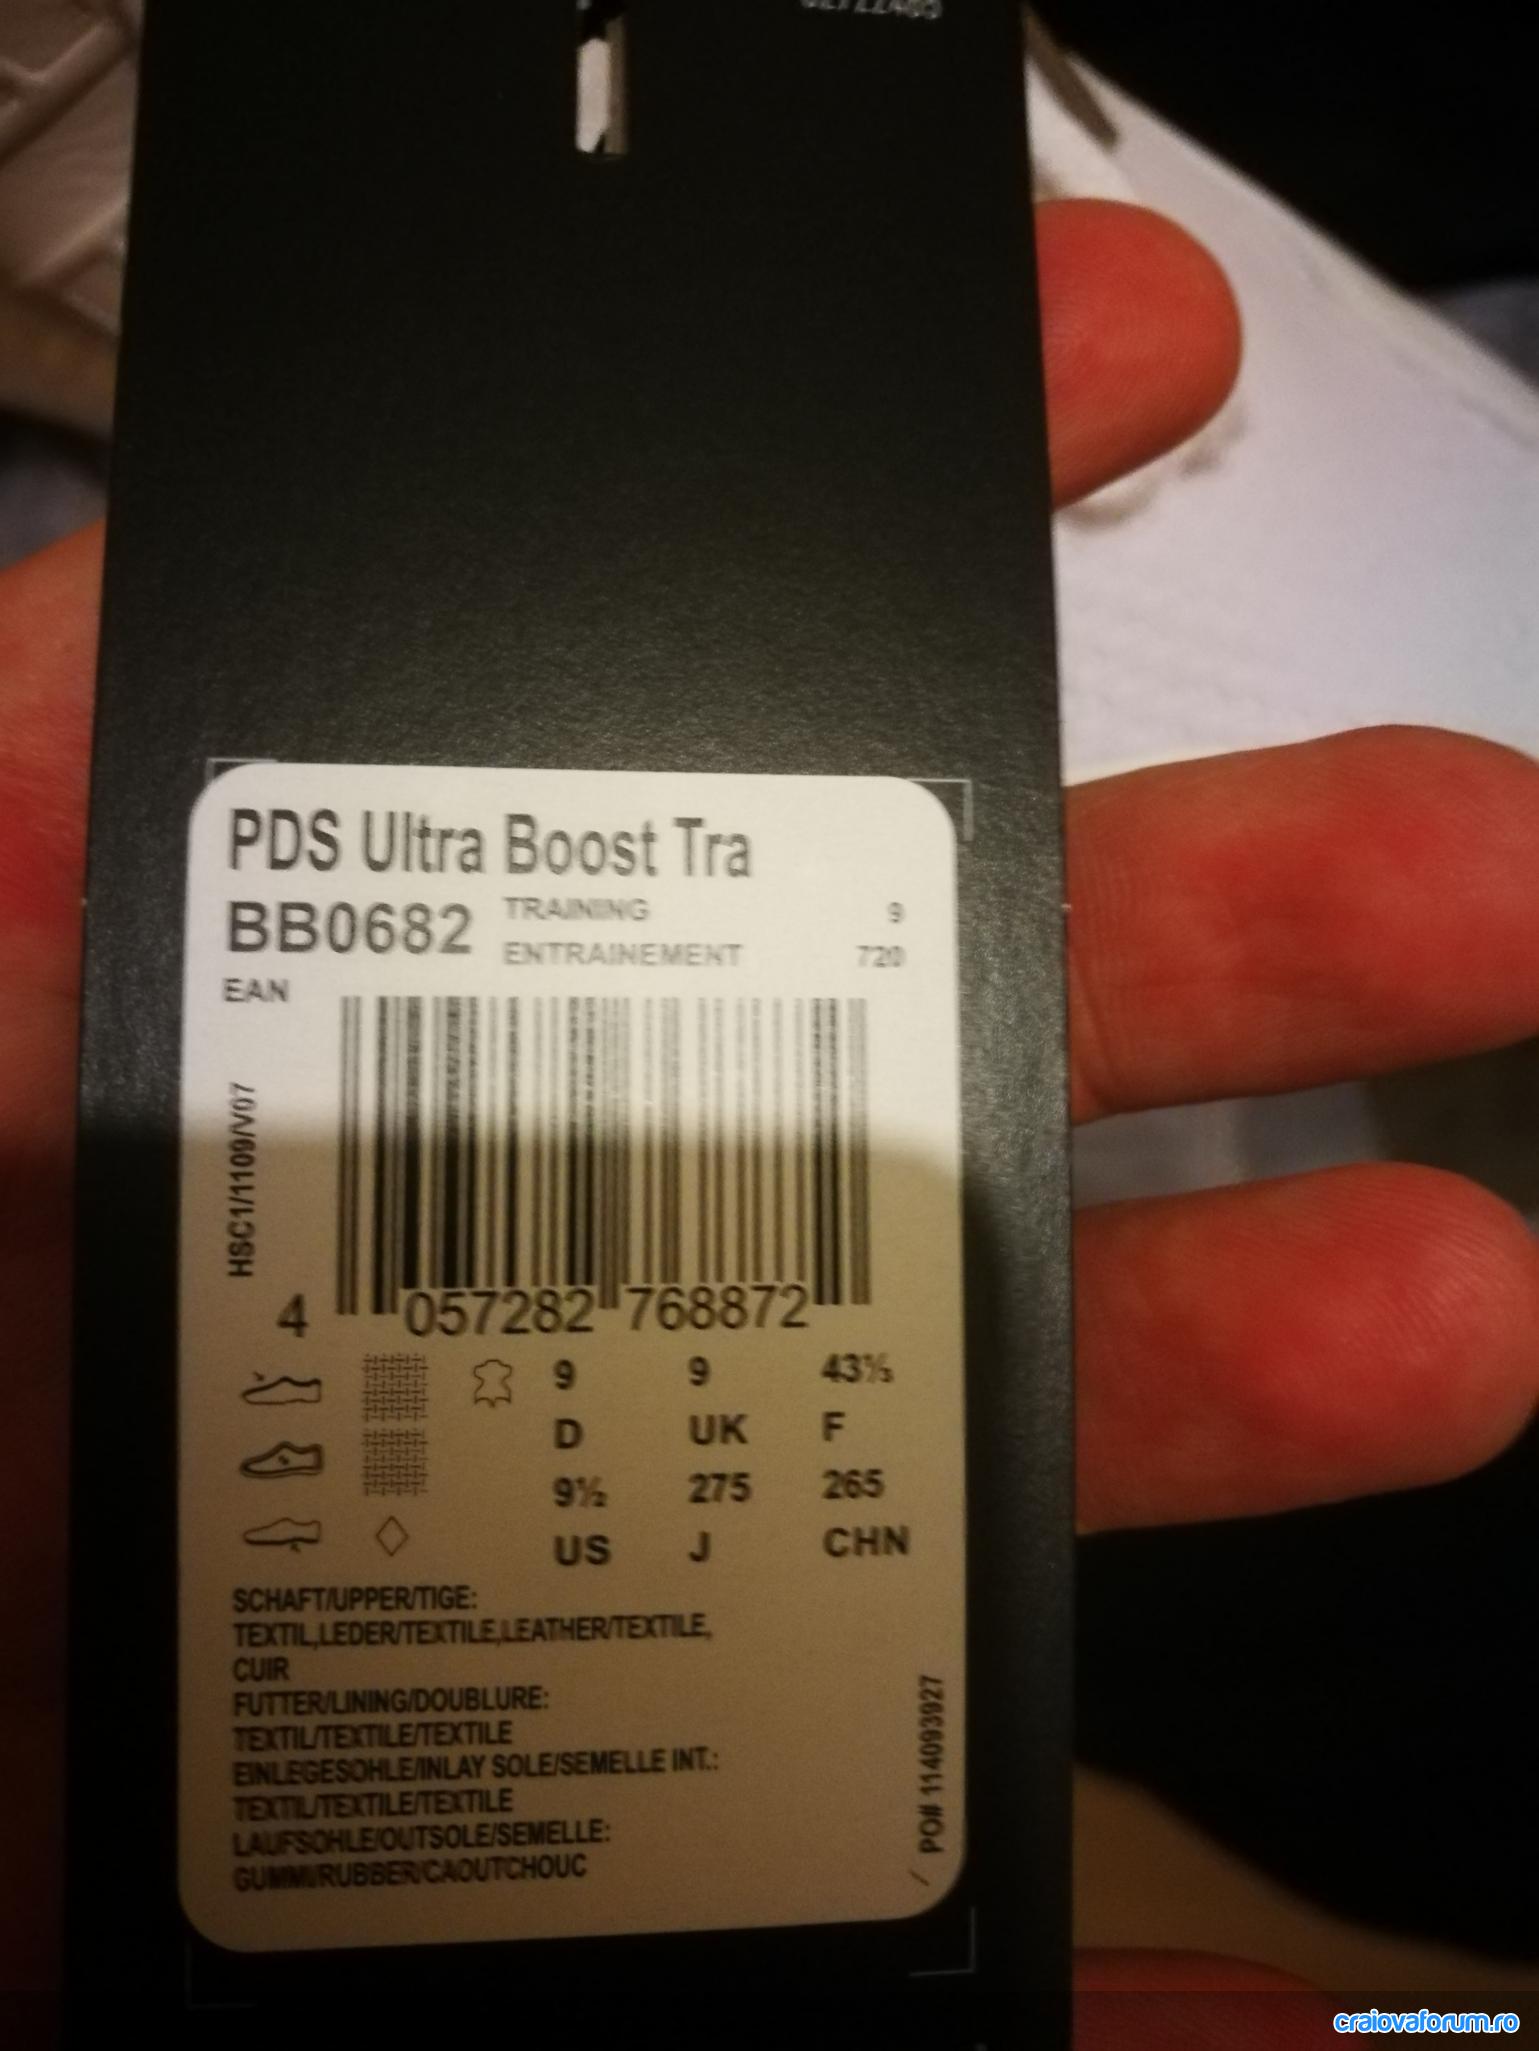 PDS Ultra Boost Tra
BB0682 TRAINING 9
ENTRAINEMENT 720
EAN
HSC1/1109/V07
4 057282 768872
9 9 43⅓
D UK F
9½ 275 265
US J CHN
SCHAFT/UPPER/TIGE:
TEXTIL,LEDER/TEXTILE,LEATHER/TEXTILE,
CUIR
FUTTER/LINING/DOUBLURE:
TEXTIL/TEXTILE/TEXTILE
EINLEGESOHLE/INLAY SOLE/SEMELLE INT.:
TEXTIL/TEXTILE/TEXTILE
LAUFSOHLE/OUTSOLE/SEMELLE:
GUMMI/RUBBER/CAOUTCHOUC
/ PO# 114093927
craiovaforum.ro